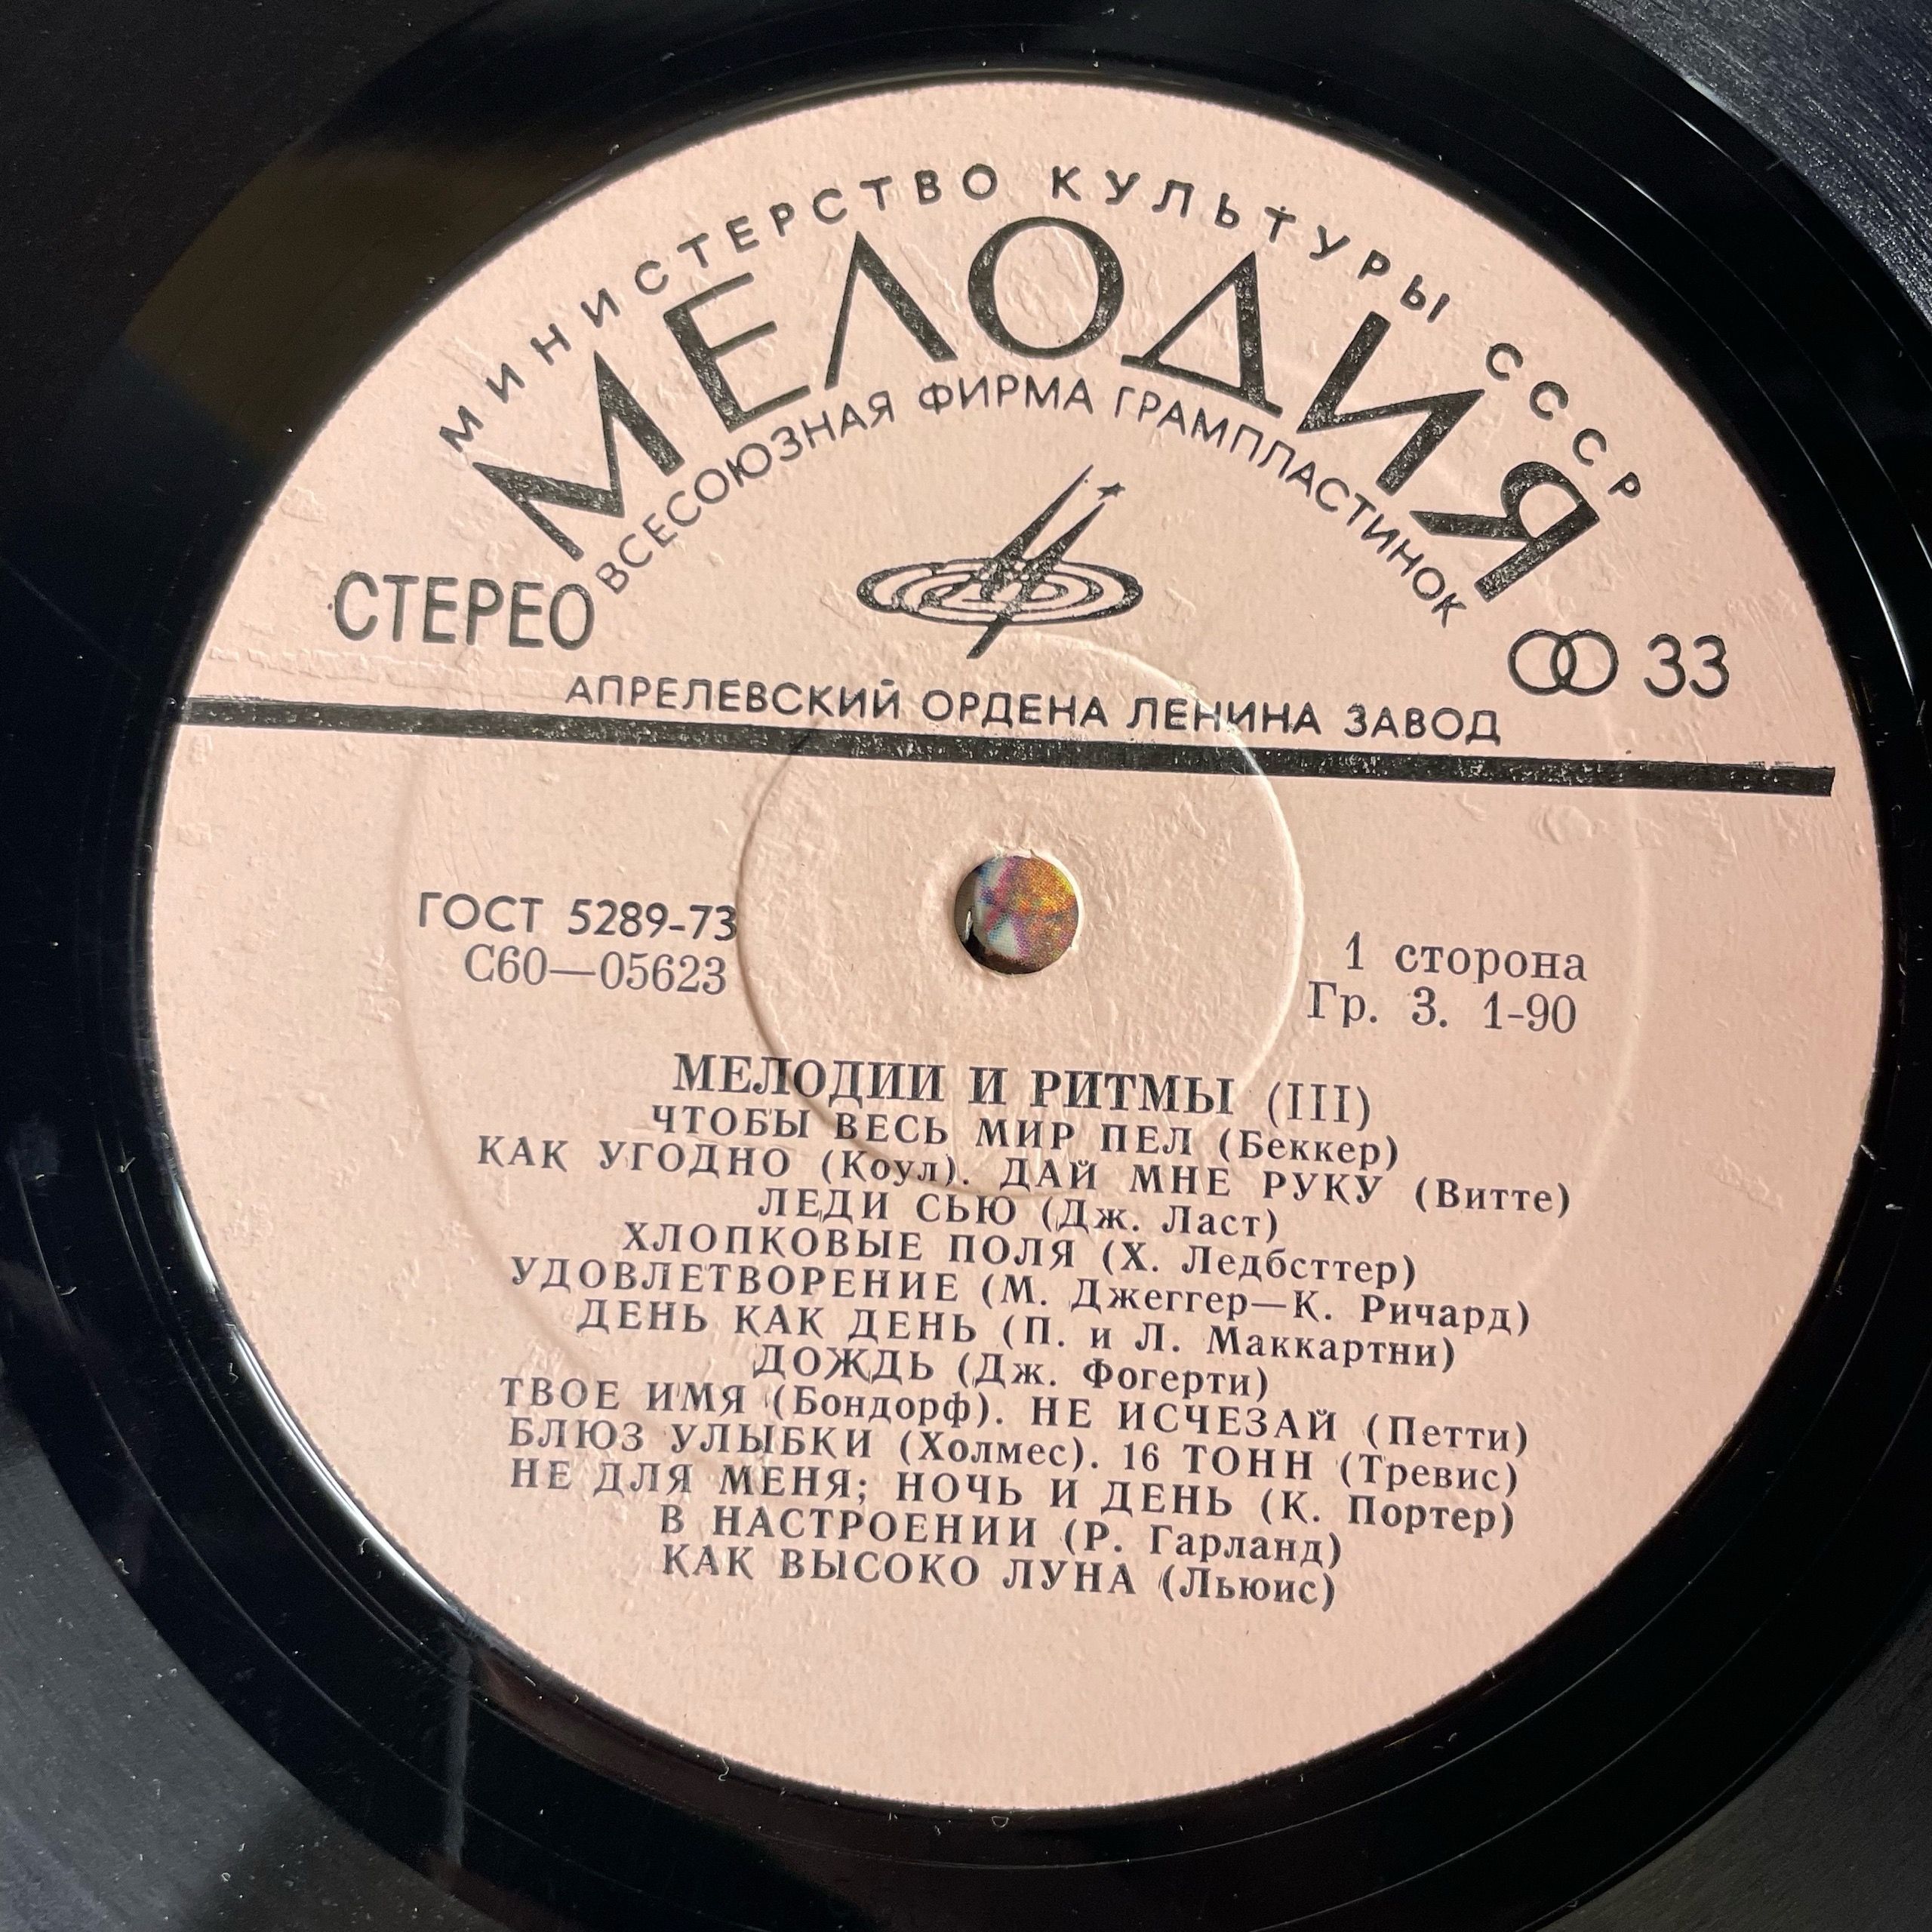 МИНИСТЕРСТВО КУЛЬТУРЫ СССР
МЕЛОДИЯ
ВСЕСОЮЗНАЯ ФИРМА ГРАМПЛАСТИНОК
СТЕРЕО
33
АПРЕЛЕВСКИЙ ОРДЕНА ЛЕНИНА ЗАВОД
ГОСТ 5289-73
С60—05623
1 сторона
Гр. 3. 1-90
МЕЛОДИИ И РИТМЫ (III)
ЧТОБЫ ВЕСЬ МИР ПЕЛ (Беккер)
КАК УГОДНО (Коул). ДАЙ МНЕ РУКУ (Витте)
ЛЕДИ СЬЮ (Дж. Ласт)
ХЛОПКОВЫЕ ПОЛЯ (Х. Ледбсттер)
УДОВЛЕТВОРЕНИЕ (М. Джеггер—К. Ричард)
ДЕНЬ КАК ДЕНЬ (П. и Л. Маккартни)
ДОЖДЬ (Дж. Фогерти)
ТВОЕ ИМЯ (Бондорф). НЕ ИСЧЕЗАЙ (Петти)
БЛЮЗ УЛЫБКИ (Холмес). 16 ТОНН (Тревис)
НЕ ДЛЯ МЕНЯ; НОЧЬ И ДЕНЬ (К. Портер)
В НАСТРОЕНИИ (Р. Гарланд)
КАК ВЫСОКО ЛУНА (Льюис)